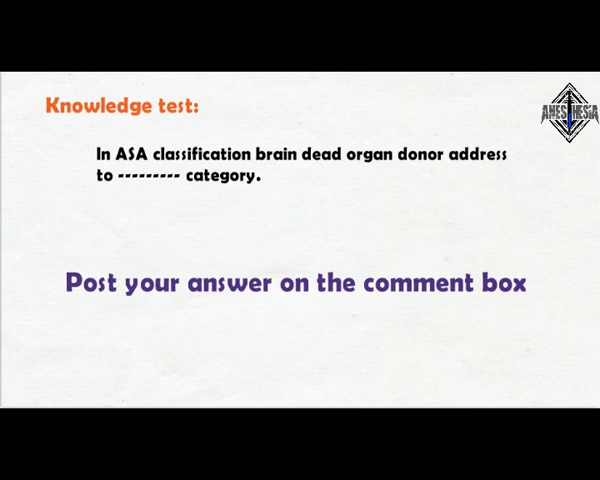 Knowledge test:
ANESTHESIA
In ASA classification brain dead organ donor address
to --------- category.
Post your answer on the comment box